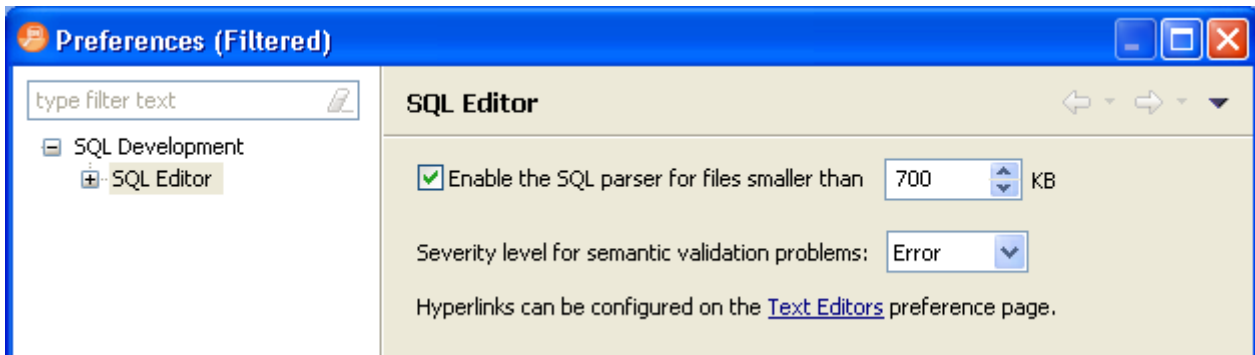 Preferences (Filtered)
type filter text
SQL Development
SQL Editor
SQL Editor
Enable the SQL parser for files smaller than 700 KB
Severity level for semantic validation problems: Error
Hyperlinks can be configured on the Text Editors preference page.